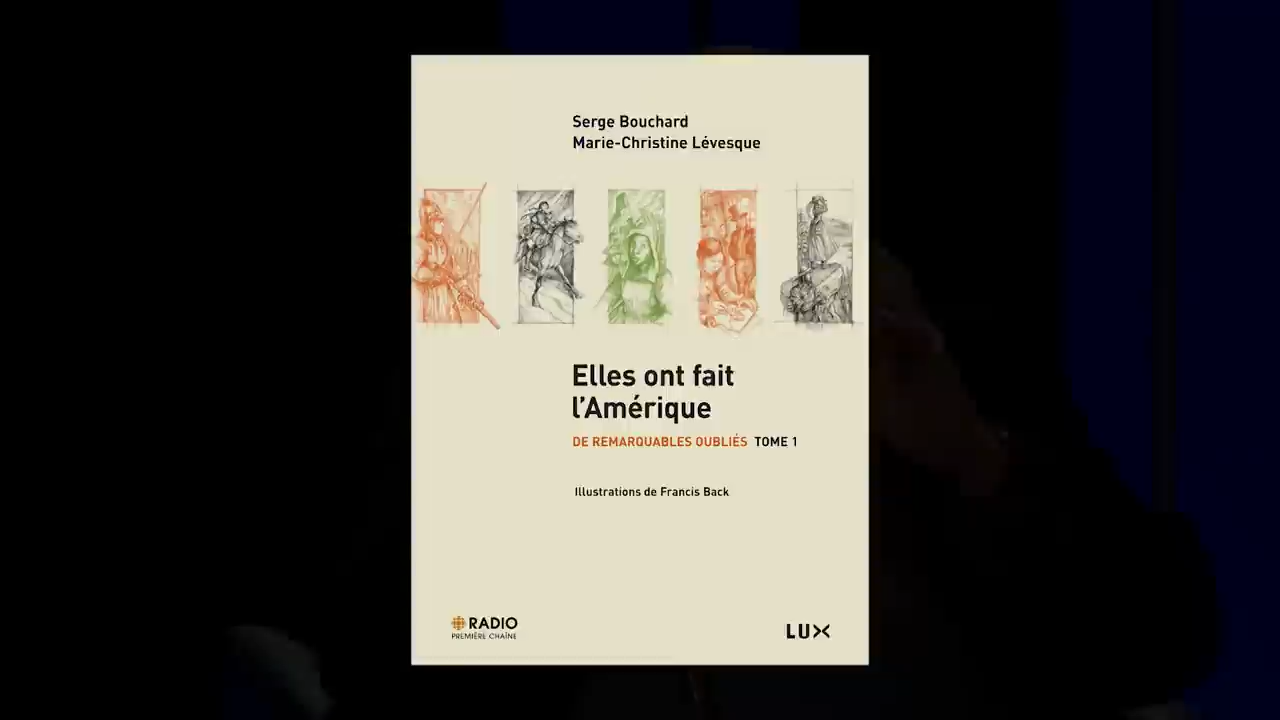 Serge Bouchard
Marie-Christine Lévesque
Elles ont fait
l'Amérique
DE REMARQUABLES OUBLIÉS TOME 1
Illustrations de Francis Back
RADIO
PREMIÈRE CHAÎNE
LUX